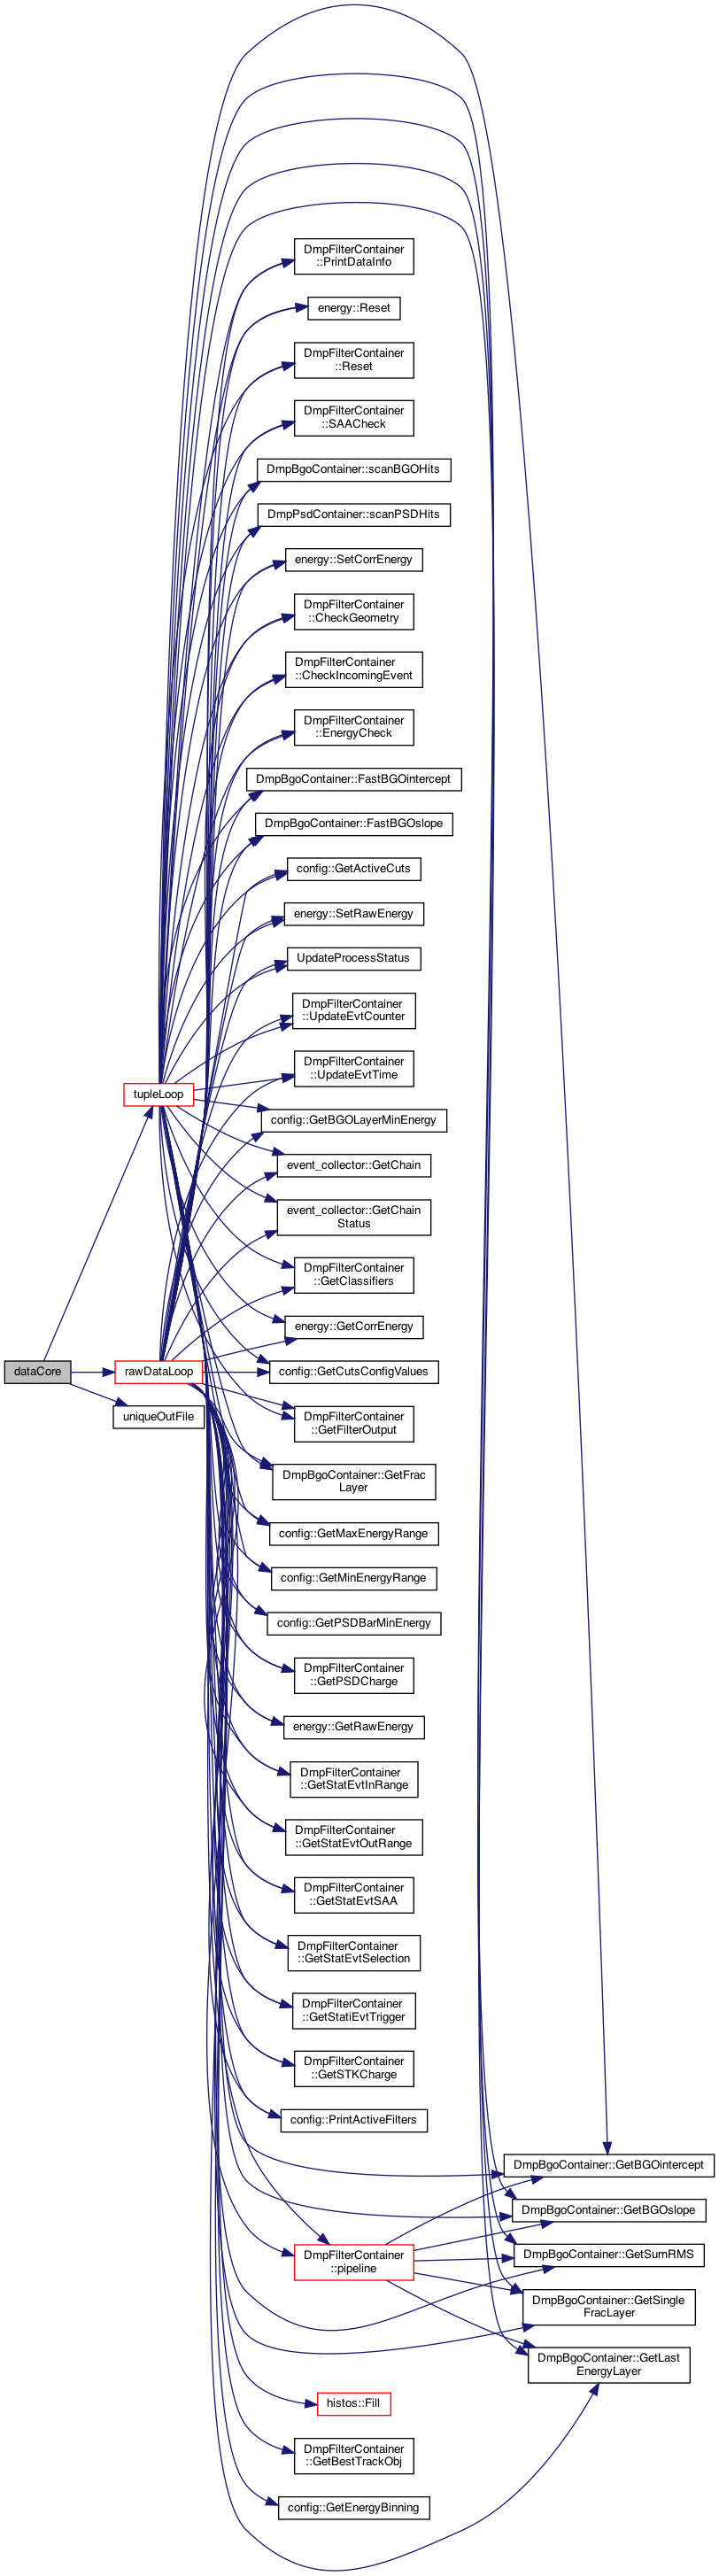 DmpFilterContainer
::PrintDataInfo
energy::Reset
DmpFilterContainer
::Reset
DmpFilterContainer
::SAACheck
DmpBgoContainer::scanBGOHits
DmpPsdContainer::scanPSDHits
energy::SetCorrEnergy
DmpFilterContainer
::CheckGeometry
DmpFilterContainer
::CheckIncomingEvent
DmpFilterContainer
::EnergyCheck
DmpBgoContainer::FastBGOintercept
DmpBgoContainer::FastBGOslope
config::GetActiveCuts
energy::SetRawEnergy
UpdateProcessStatus
DmpFilterContainer
::UpdateEvtCounter
DmpFilterContainer
::UpdateEvtTime
tupleLoop
config::GetBGOLayerMinEnergy
event_collector::GetChain
event_collector::GetChain
Status
DmpFilterContainer
::GetClassifiers
energy::GetCorrEnergy
dataCore
rawDataLoop
config::GetCutsConfigValues
uniqueOutFile
DmpFilterContainer
::GetFilterOutput
DmpBgoContainer::GetFrac
Layer
config::GetMaxEnergyRange
config::GetMinEnergyRange
config::GetPSDBarMinEnergy
DmpFilterContainer
::GetPSDCharge
energy::GetRawEnergy
DmpFilterContainer
::GetStatEvtInRange
DmpFilterContainer
::GetStatEvtOutRange
DmpFilterContainer
::GetStatEvtSAA
DmpFilterContainer
::GetStatEvtSelection
DmpFilterContainer
::GetStatiEvtTrigger
DmpFilterContainer
::GetSTKCharge
config::PrintActiveFilters
DmpBgoContainer::GetBGOintercept
DmpBgoContainer::GetBGOslope
DmpFilterContainer
::pipeline
DmpBgoContainer::GetSumRMS
DmpBgoContainer::GetSingle
FracLayer
DmpBgoContainer::GetLast
EnergyLayer
histos::Fill
DmpFilterContainer
::GetBestTrackObj
config::GetEnergyBinning